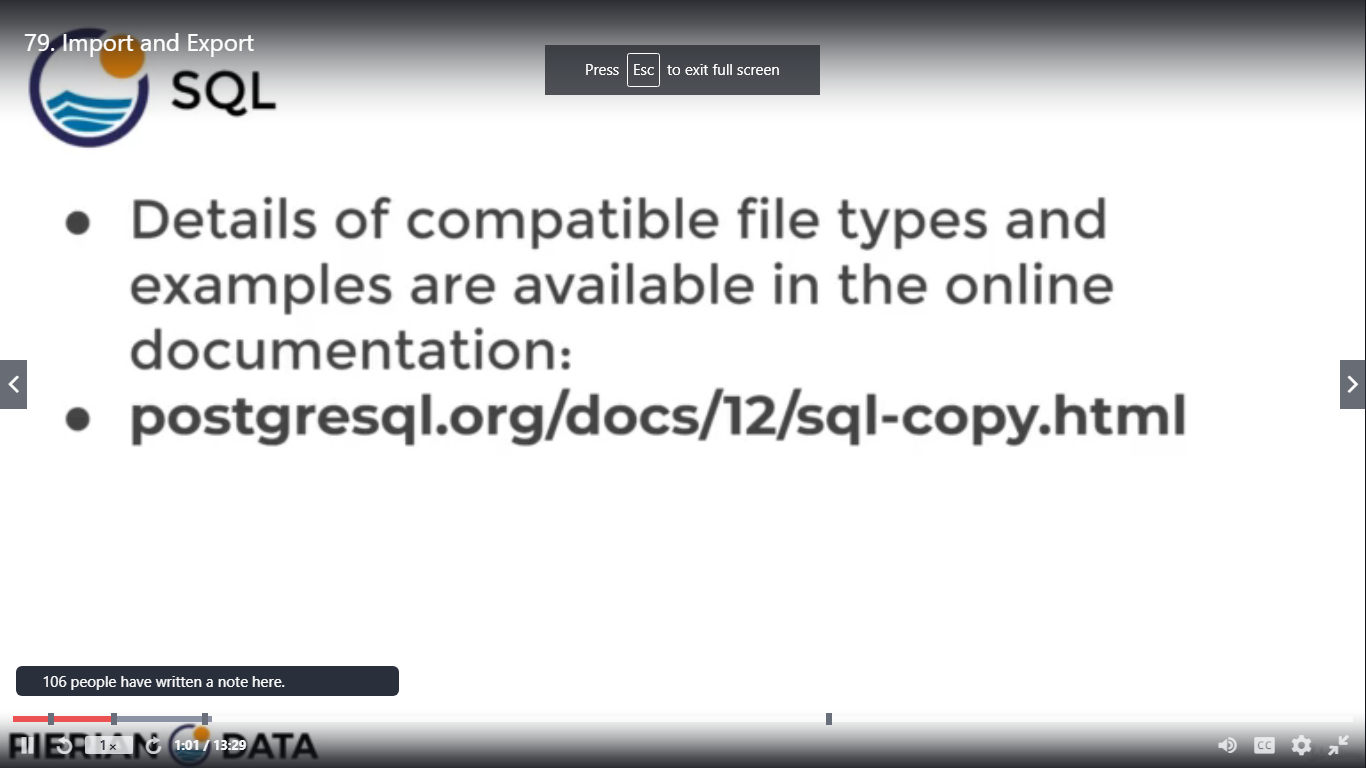 79. Import and Export
SQL
Press Esc to exit full screen
● Details of compatible file types and
examples are available in the online
documentation:
● postgresql.org/docs/12/sql-copy.html
106 people have written a note here.
PIERIAN DATA
1x
1:01 / 13:29
CC